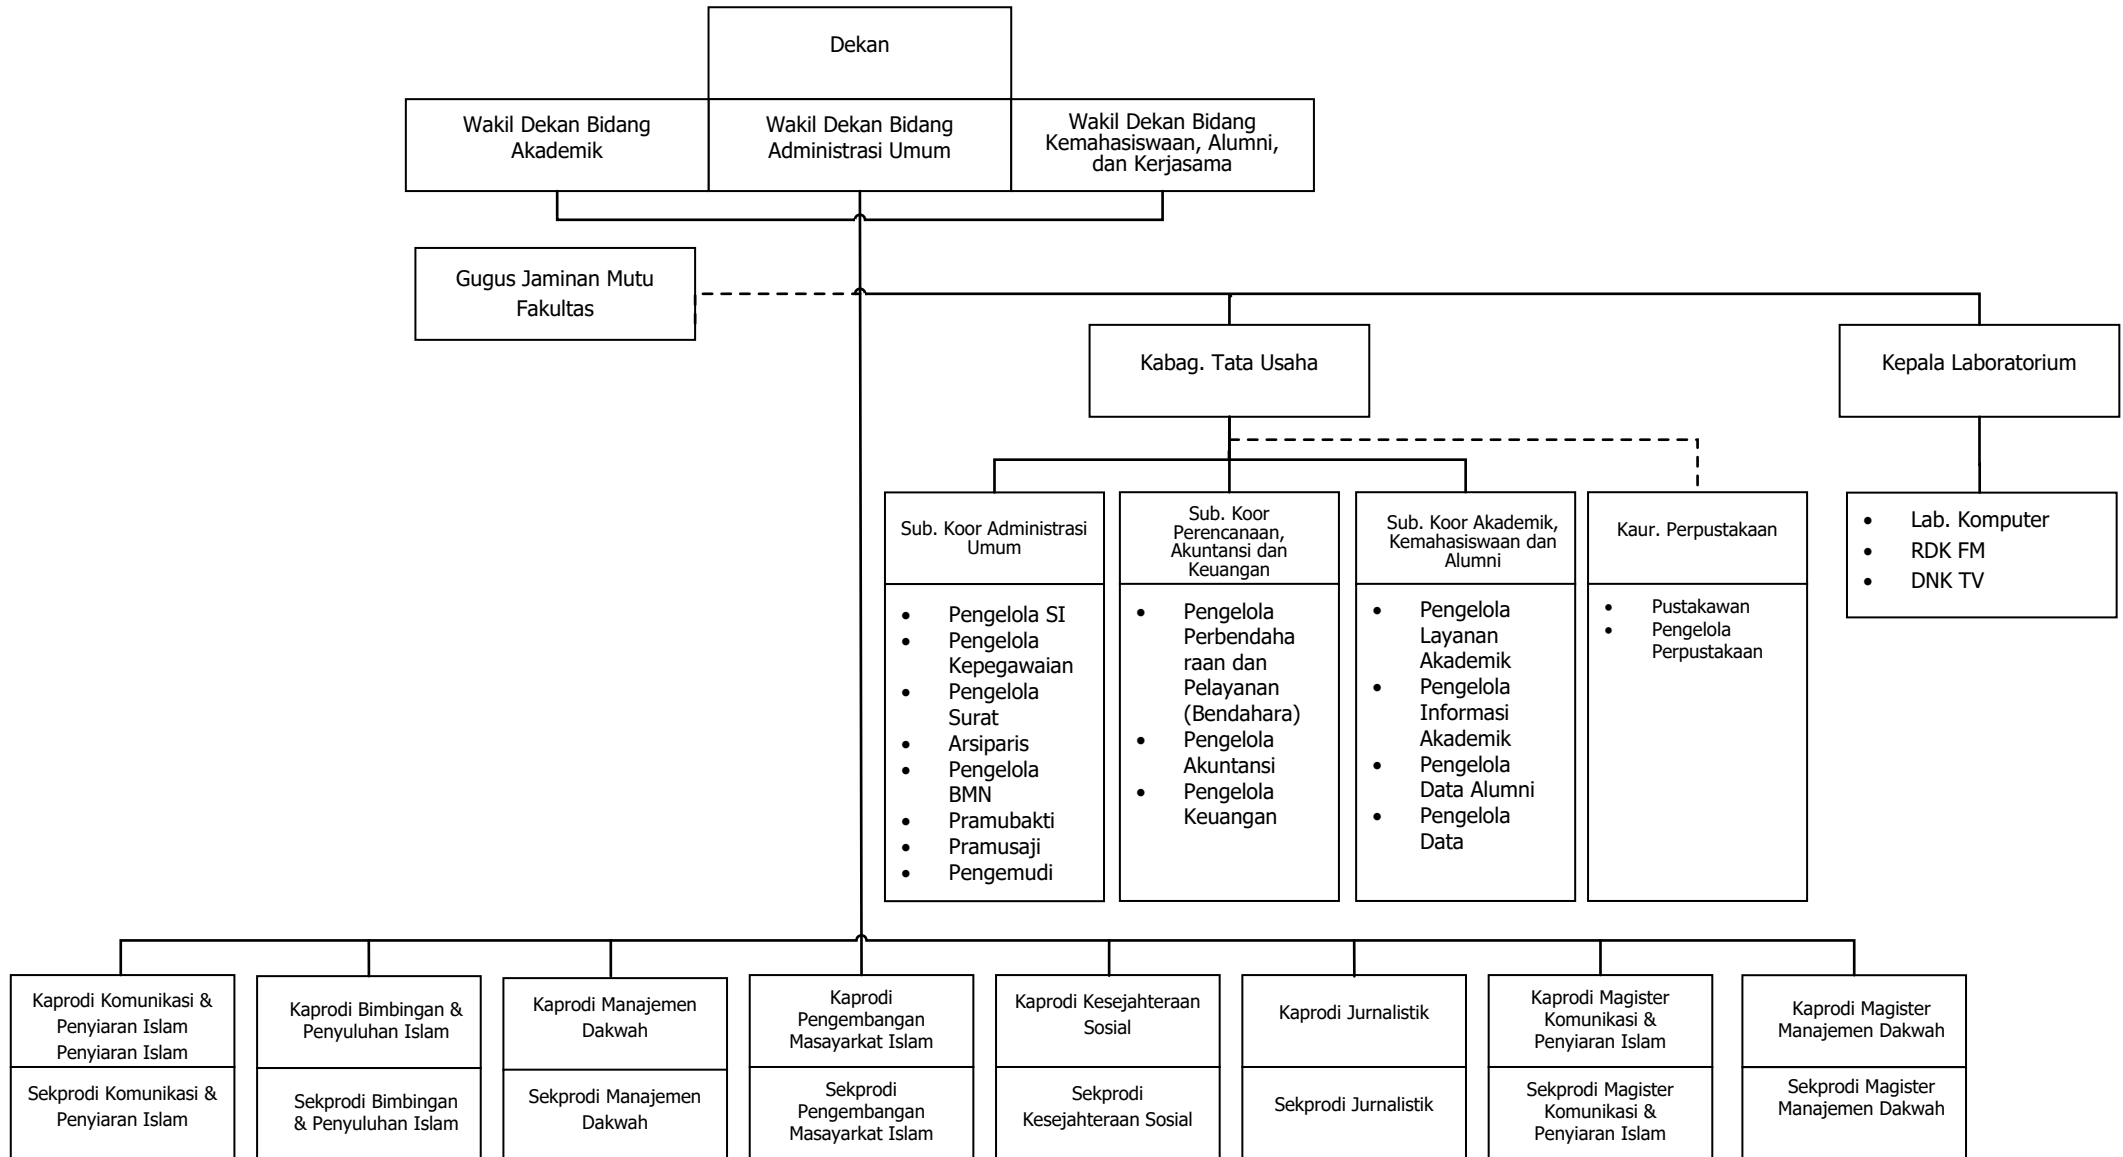 Dekan
Wakil Dekan Bidang
Akademik
Wakil Dekan Bidang
Administrasi Umum
Wakil Dekan Bidang
Kemahasiswaan, Alumni,
dan Kerjasama
Gugus Jaminan Mutu
Fakultas
Kabag. Tata Usaha
Kepala Laboratorium
Sub. Koor Administrasi
Umum
• Pengelola SI
• Pengelola
Kepegawaian
• Pengelola
Surat
• Arsiparis
• Pengelola
BMN
• Pramubakti
• Pramusaji
• Pengemudi
Sub. Koor
Perencanaan,
Akuntansi dan
Keuangan
• Pengelola
Perbendaha
raan dan
Pelayanan
(Bendahara)
• Pengelola
Akuntansi
• Pengelola
Keuangan
Sub. Koor Akademik,
Kemahasiswaan dan
Alumni
• Pengelola
Layanan
Akademik
• Pengelola
Informasi
Akademik
• Pengelola
Data Alumni
• Pengelola
Data
Kaur. Perpustakaan
• Pustakawan
• Pengelola
Perpustakaan
• Lab. Komputer
• RDK FM
• DNK TV
Kaprodi Komunikasi &
Penyiaran Islam
Penyiaran Islam
Sekprodi Komunikasi &
Penyiaran Islam
Kaprodi Bimbingan &
Penyuluhan Islam
Sekprodi Bimbingan
& Penyuluhan Islam
Kaprodi Manajemen
Dakwah
Sekprodi Manajemen
Dakwah
Kaprodi
Pengembangan
Masayarkat Islam
Sekprodi
Pengembangan
Masayarkat Islam
Kaprodi Kesejahteraan
Sosial
Sekprodi
Kesejahteraan Sosial
Kaprodi Jurnalistik
Sekprodi Jurnalistik
Kaprodi Magister
Komunikasi &
Penyiaran Islam
Sekprodi Magister
Komunikasi &
Penyiaran Islam
Kaprodi Magister
Manajemen Dakwah
Sekprodi Magister
Manajemen Dakwah